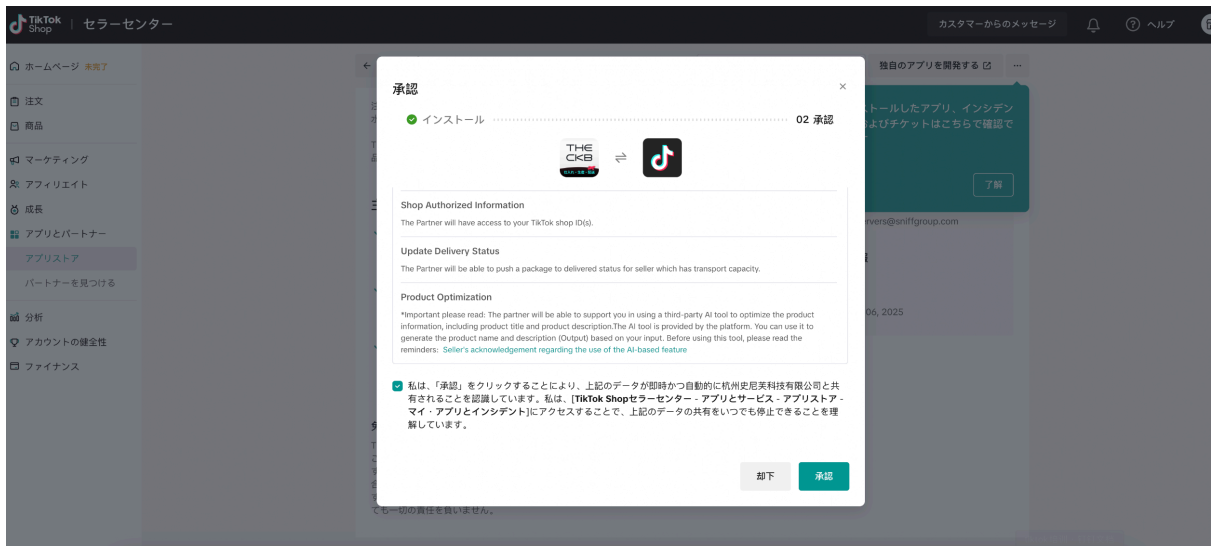 TikTok Shop | セラーセンター
カスタマーからのメッセージ
ヘルプ
ホームページ 未完了
注文
商品
マーケティング
アフィリエイト
成長
アプリとパートナー
アプリストア
パートナーを見つける
分析
アカウントの健全性
ファイナンス
独自のアプリを開発する
トールしたアプリ、インシデン
よびチケットはこちらで確認で
了解
rvers@sniffgroup.com
06, 2025
承認
インストール
02 承認
THE
CKB
Shop Authorized Information
The Partner will have access to your TikTok shop ID(s).
Update Delivery Status
The Partner will be able to push a package to delivered status for seller which has transport capacity.
Product Optimization
*Important please read: The partner will be able to support you in using a third-party AI tool to optimize the product
information, including product title and product description.The AI tool is provided by the platform. You can use it to
generate the product name and description (Output) based on your input. Before using this tool, please read the
reminders: Seller's acknowledgement regarding the use of the AI-based feature
私は、「承認」をクリックすることにより、上記のデータが即時かつ自動的に杭州史尼芙科技有限公司と共
有されることを認識しています。私は、[TikTok Shopセラーセンター - アプリとサービス - アプリストア -
マイ・アプリとインシデント]にアクセスすることで、上記のデータの共有をいつでも停止できることを理
解しています。
却下
承認
ても一切の責任を負いません。